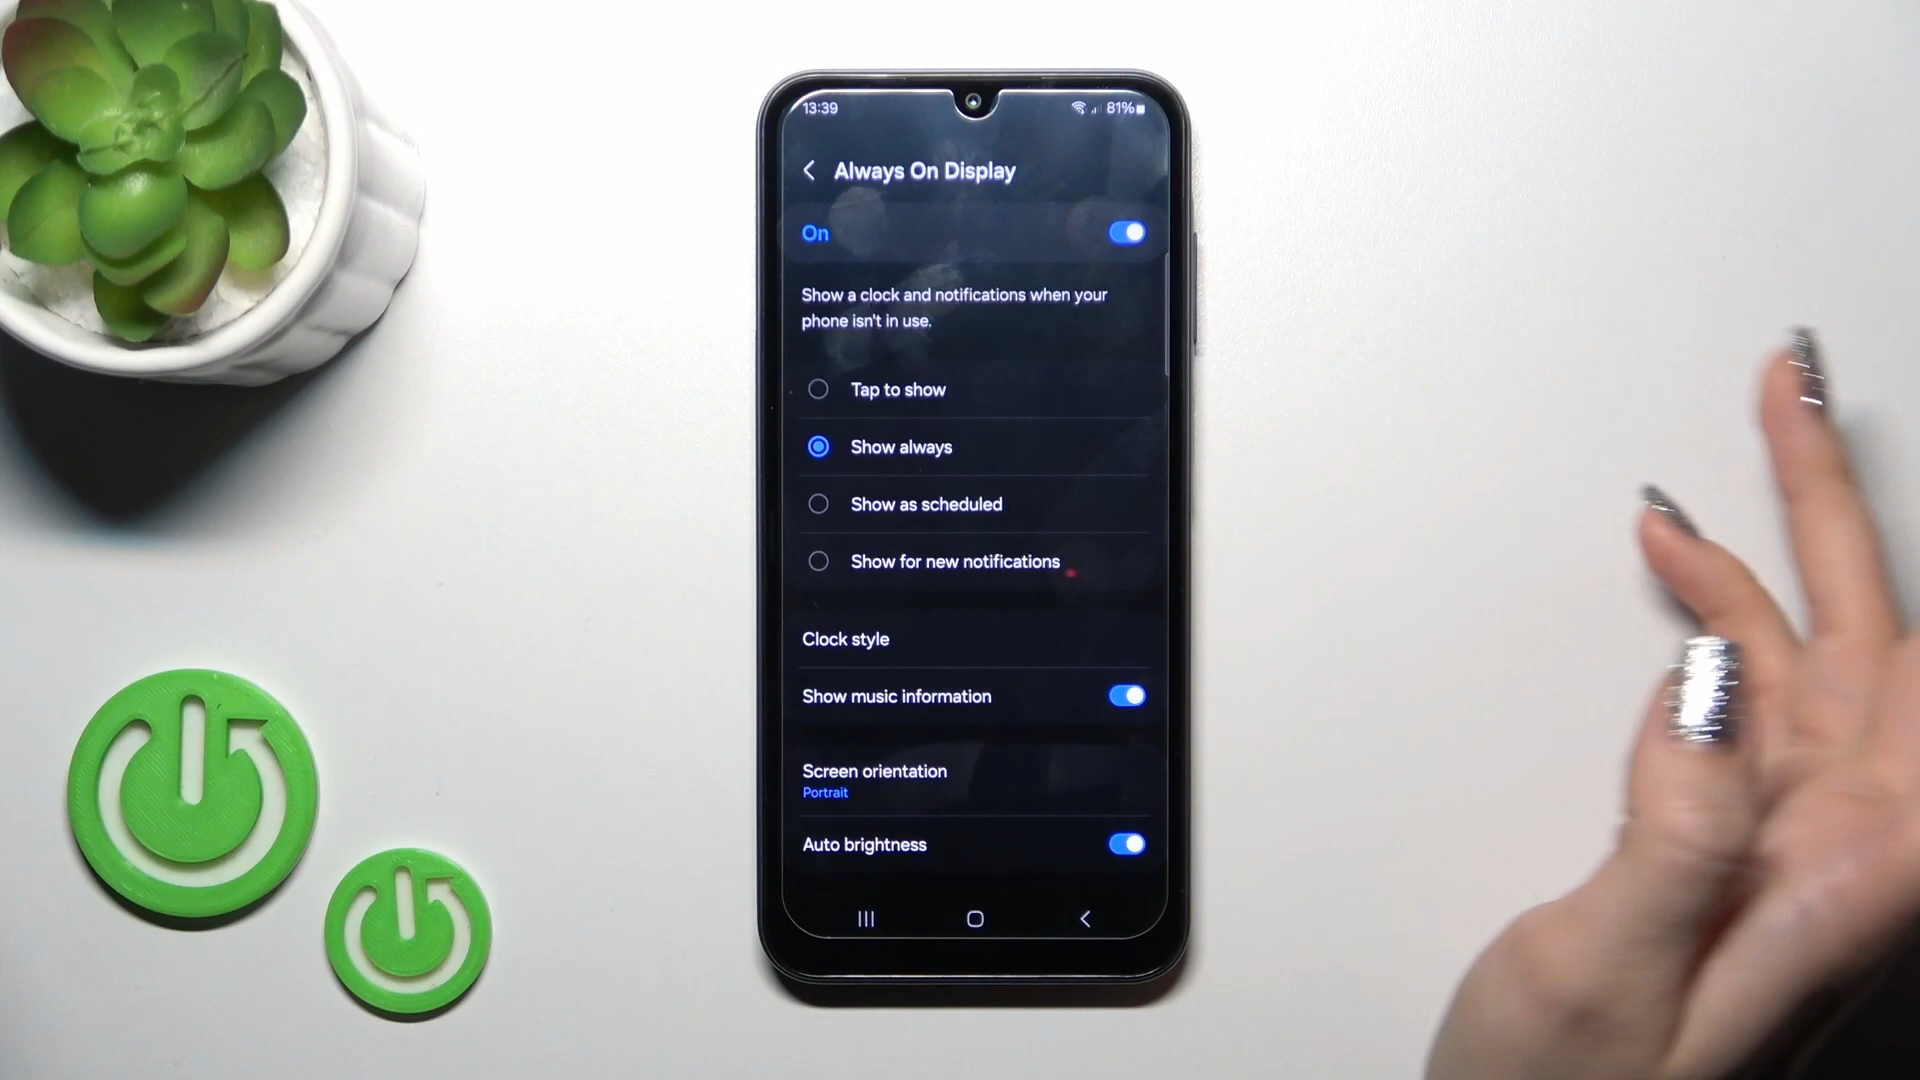 13:39
81%
Always On Display
On
Show a clock and notifications when your
phone isn't in use.
Tap to show
Show always
Show as scheduled
Show for new notifications
Clock style
Show music information
Screen orientation
Portrait
Auto brightness